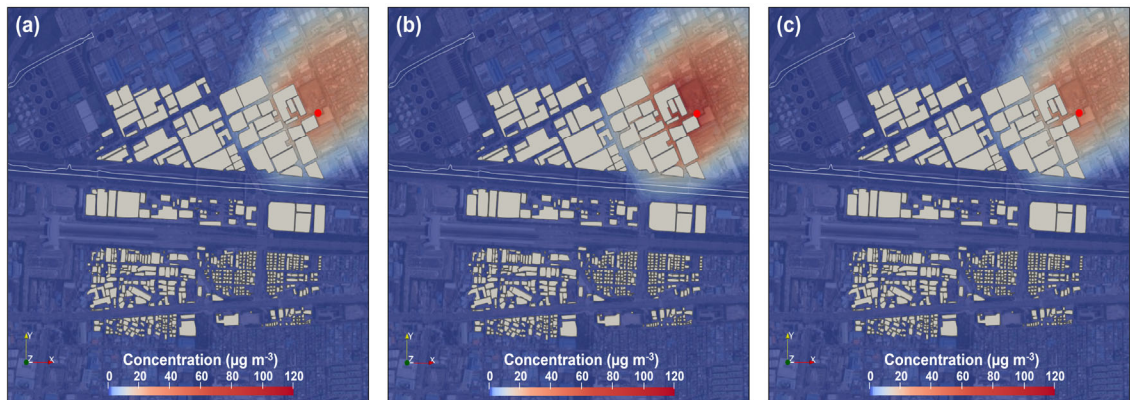 (a)
Y
Z X
Concentration (µg m-3)
0 20 40 60 80 100 120
(b)
Y
Z X
Concentration (µg m-3)
0 20 40 60 80 100 120
(c)
Y
Z X
Concentration (µg m-3)
0 20 40 60 80 100 120